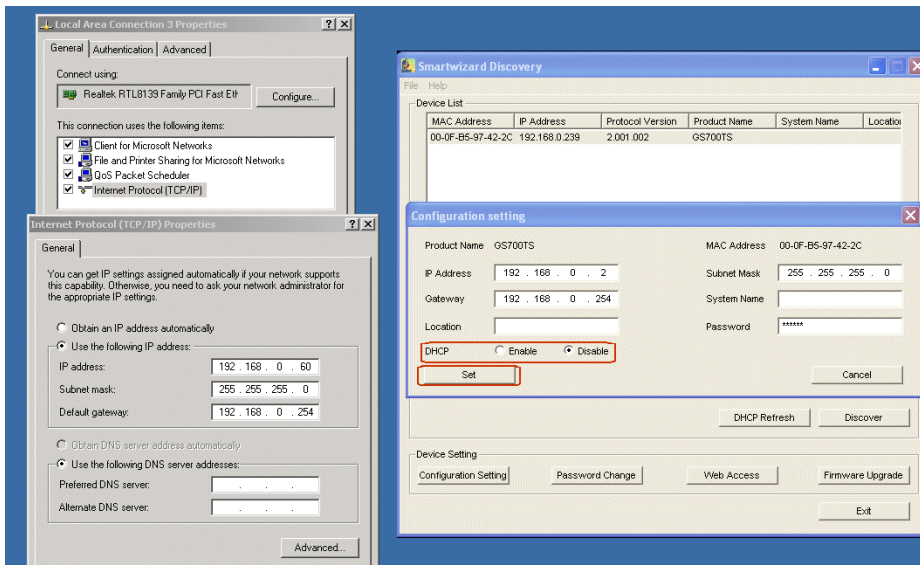 Local Area Connection 3 Properties
General Authentication Advanced
Connect using:
Realtek RTL8139 Family PCI Fast Eth
Configure...
This connection uses the following items:
Client for Microsoft Networks
File and Printer Sharing for Microsoft Networks
QoS Packet Scheduler
Internet Protocol (TCP/IP)
Internet Protocol (TCP/IP) Properties
General
You can get IP settings assigned automatically if your network supports
this capability. Otherwise, you need to ask your network administrator for
the appropriate IP settings.
Obtain an IP address automatically
Use the following IP address:
IP address: 192 . 168 . 0 . 60
Subnet mask: 255 . 255 . 255 . 0
Default gateway: 192 . 168 . 0 . 254
Obtain DNS server address automatically
Use the following DNS server addresses:
Preferred DNS server: . . .
Alternate DNS server: . . .
Advanced...
Smartwizard Discovery
File Help
Device List
MAC Address IP Address Protocol Version Product Name System Name Location
00-0F-B5-97-42-2C 192.168.0.239 2.001.002 GS700TS
Configuration setting
Product Name GS700TS MAC Address 00-0F-B5-97-42-2C
IP Address 192 . 168 . 0 . 2 Subnet Mask 255 . 255 . 255 . 0
Gateway 192 . 168 . 0 . 254 System Name
Location Password ******
DHCP Enable Disable
Set Cancel
DHCP Refresh Discover
Device Setting
Configuration Setting Password Change Web Access Firmware Upgrade
Exit